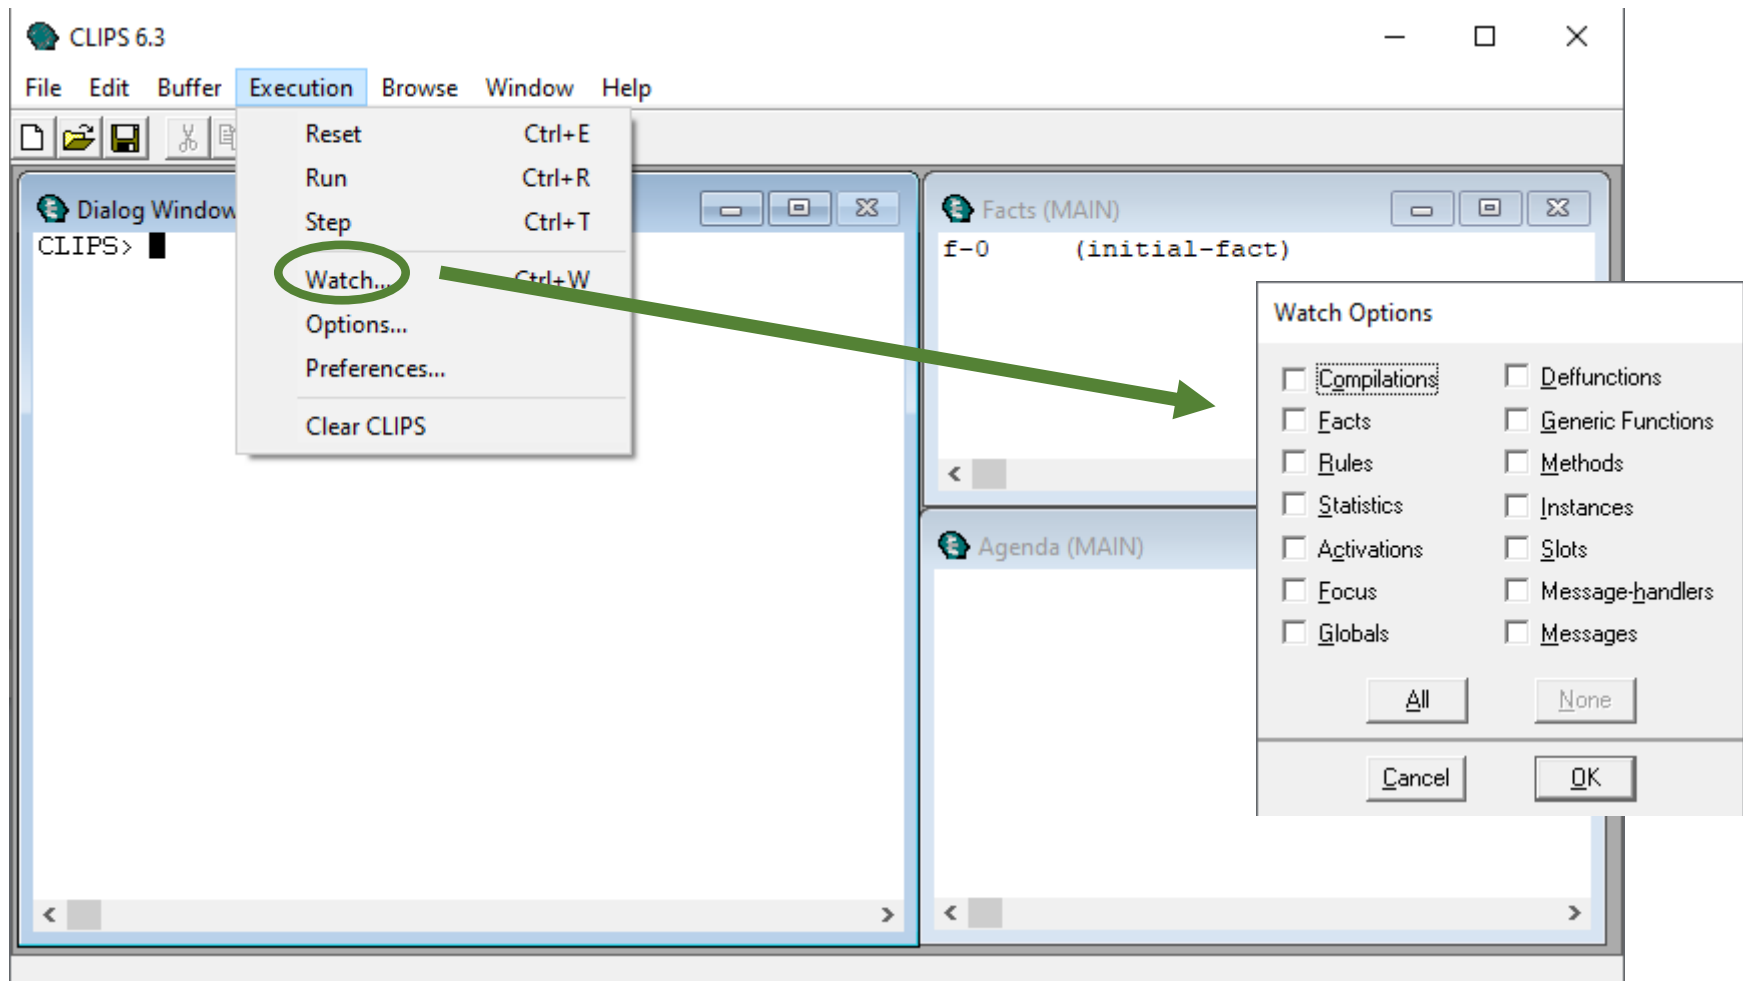 CLIPS 6.3
File Edit Buffer Execution Browse Window Help
Reset Ctrl+E
Run Ctrl+R
Step Ctrl+T
Watch... Ctrl+W
Options...
Preferences...
Clear CLIPS
Dialog Window
CLIPS>
Facts (MAIN)
f-0 (initial-fact)
Agenda (MAIN)
Watch Options
Compilations Deffunctions
Facts Generic Functions
Rules Methods
Statistics Instances
Activations Slots
Focus Message-handlers
Globals Messages
All None
Cancel OK